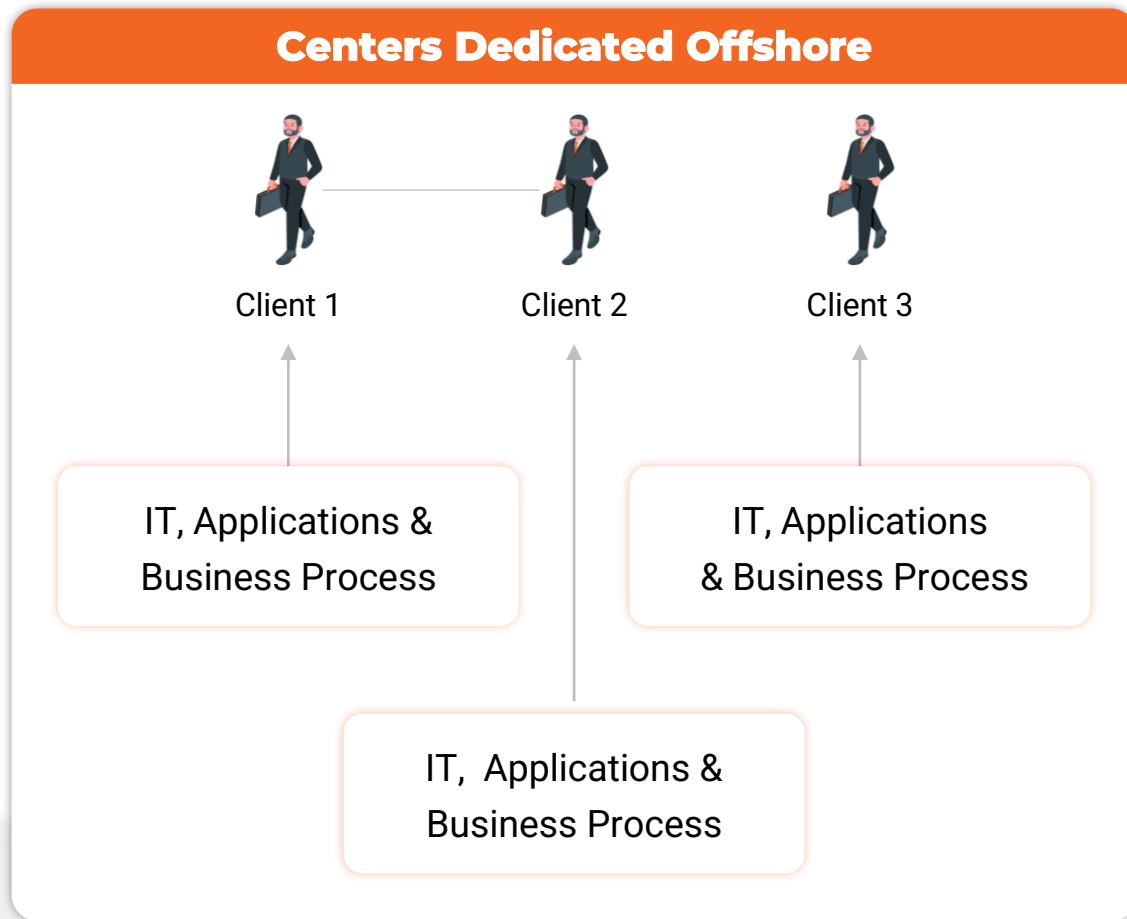 Centers Dedicated Offshore
Client 1
Client 2
Client 3
IT, Applications &
Business Process
IT, Applications
& Business Process
IT,  Applications &
Business Process